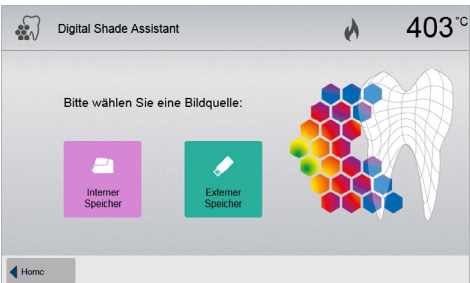 Digital Shade Assistant
403°C
Bitte wählen Sie eine Bildquelle:
Interner
Speicher
Externer
Speicher
Home